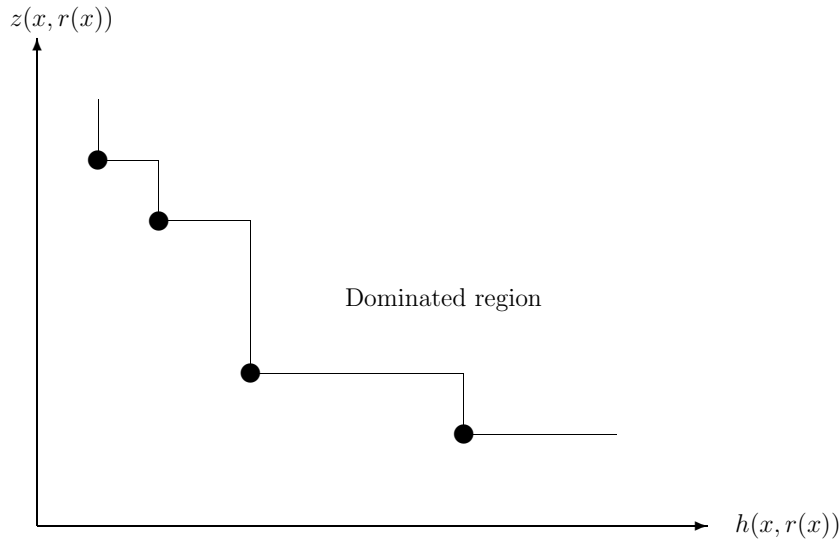 z(x, r(x))
Dominated region
h(x, r(x))